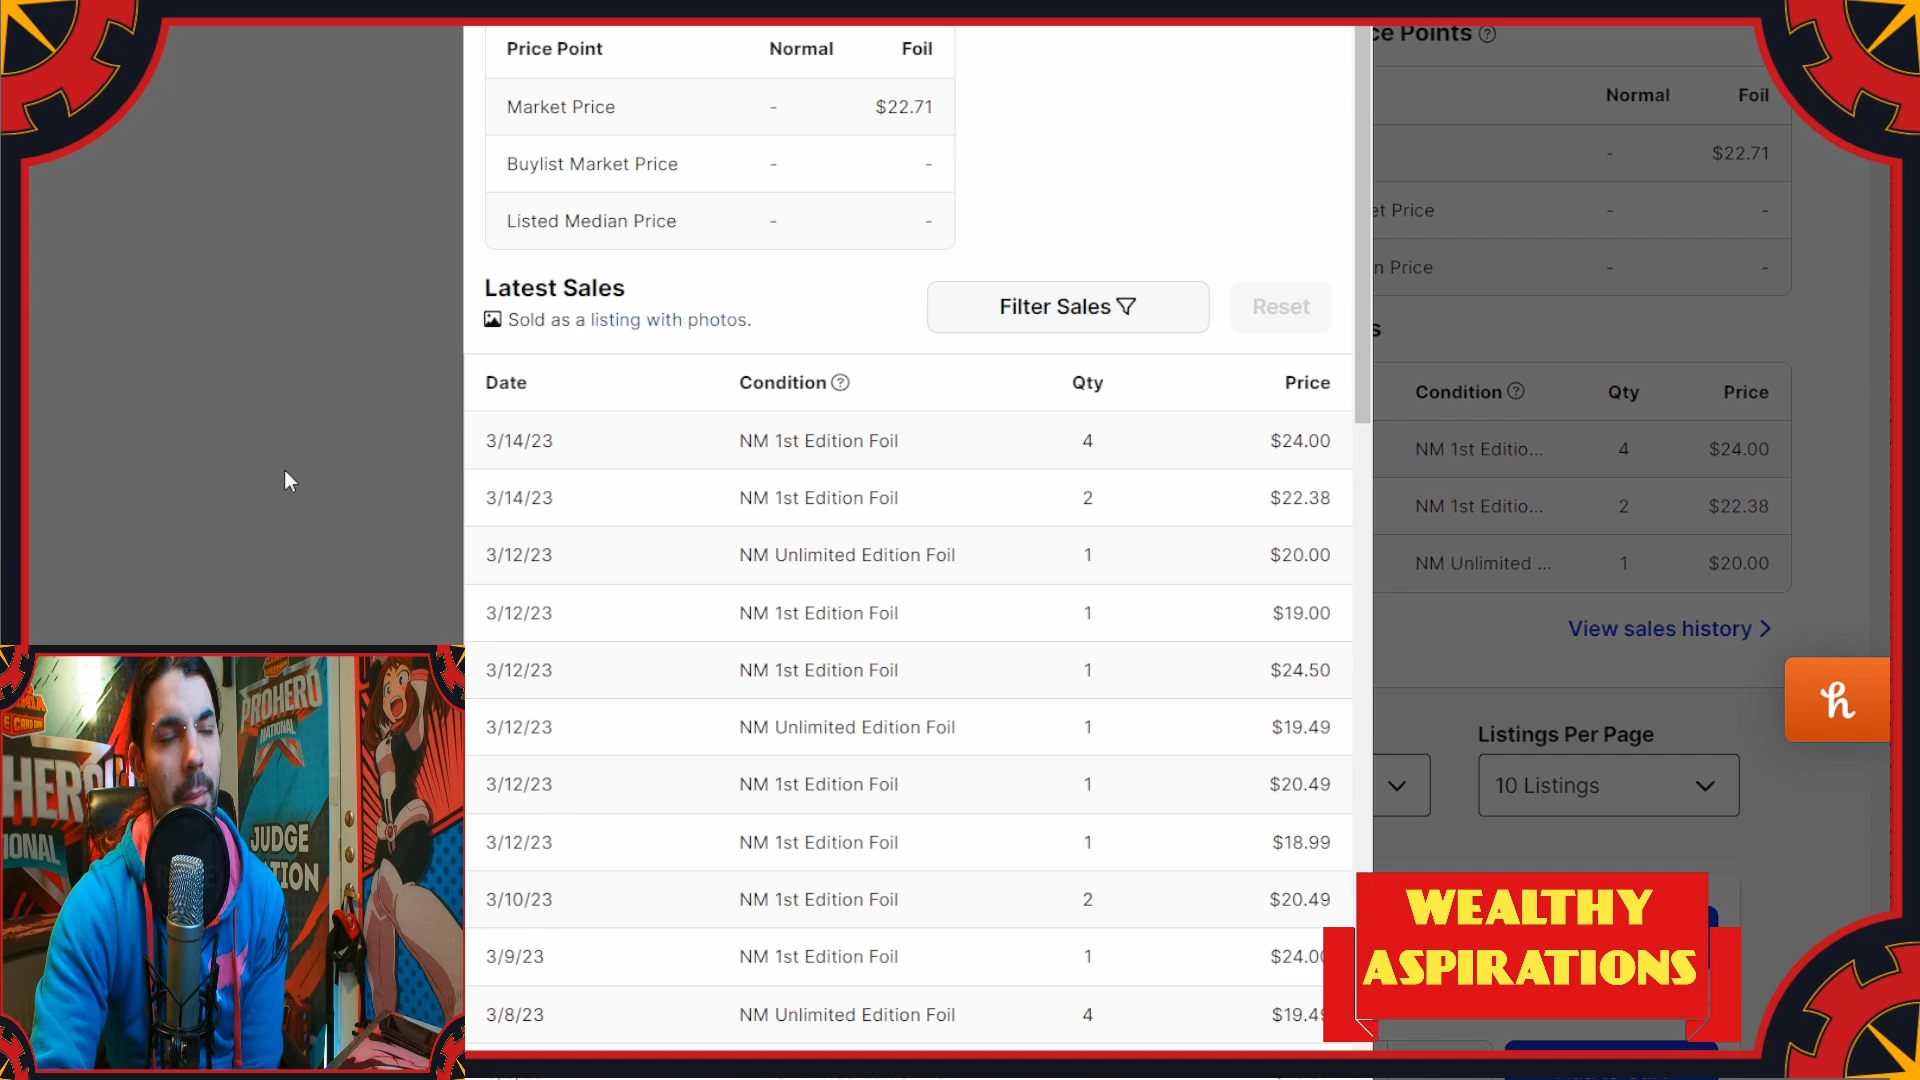 Price Point Normal Foil
Market Price - $22.71
Buylist Market Price - -
Listed Median Price - -
Latest Sales
Sold as a listing with photos.
Filter Sales
Reset
Date Condition Qty Price
3/14/23 NM 1st Edition Foil 4 $24.00
3/14/23 NM 1st Edition Foil 2 $22.38
3/12/23 NM Unlimited Edition Foil 1 $20.00
3/12/23 NM 1st Edition Foil 1 $19.00
3/12/23 NM 1st Edition Foil 1 $24.50
3/12/23 NM Unlimited Edition Foil 1 $19.49
3/12/23 NM 1st Edition Foil 1 $20.49
3/12/23 NM 1st Edition Foil 1 $18.99
3/10/23 NM 1st Edition Foil 2 $20.49
3/9/23 NM 1st Edition Foil 1 $24.0
3/8/23 NM Unlimited Edition Foil 4 $19.4
ce Points
Normal Foil
- $22.71
et Price - -
n Price - -
s
Condition Qty Price
NM 1st Editio... 4 $24.00
NM 1st Editio... 2 $22.38
NM Unlimited ... 1 $20.00
View sales history
Listings Per Page
10 Listings
h
WEALTHY
ASPIRATIONS
PROHERO
NATIONAL
HERO
IONAL
E CARD
JUDGE
TION